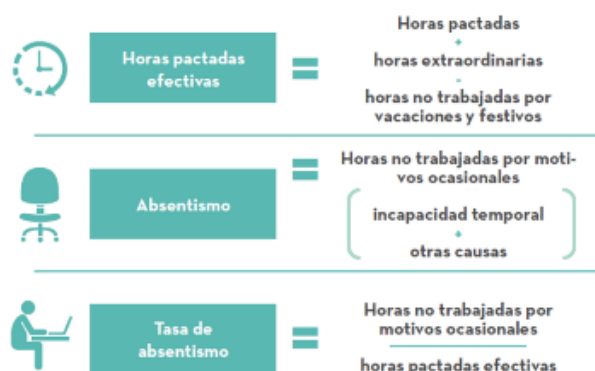 Horas pactadas
efectivas
=
Horas pactadas
+
horas extraordinarias
-
horas no trabajadas por
vacaciones y festivos
Absentismo
=
Horas no trabajadas por moti-
vos ocasionales
incapacidad temporal
+
otras causas
Tasa de
absentismo
=
Horas no trabajadas por
motivos ocasionales
horas pactadas efectivas